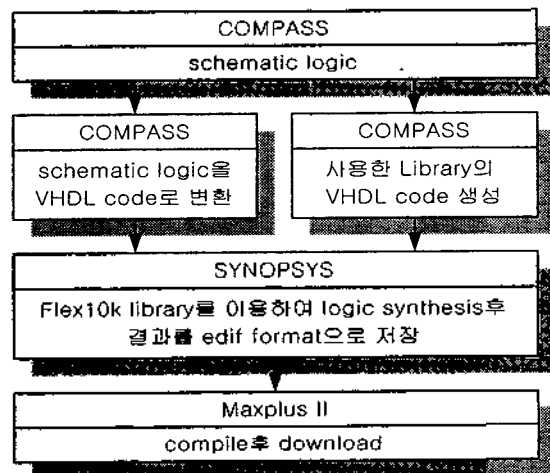 COMPASS
schematic logic
COMPASS
schematic logic을
VHDL code로 변환
COMPASS
사용한 Library의
VHDL code 생성
SYNOPSYS
Flex10k library를 이용하여 logic synthesis후
결과를 edif format으로 저장
Maxplus II
compile후 download